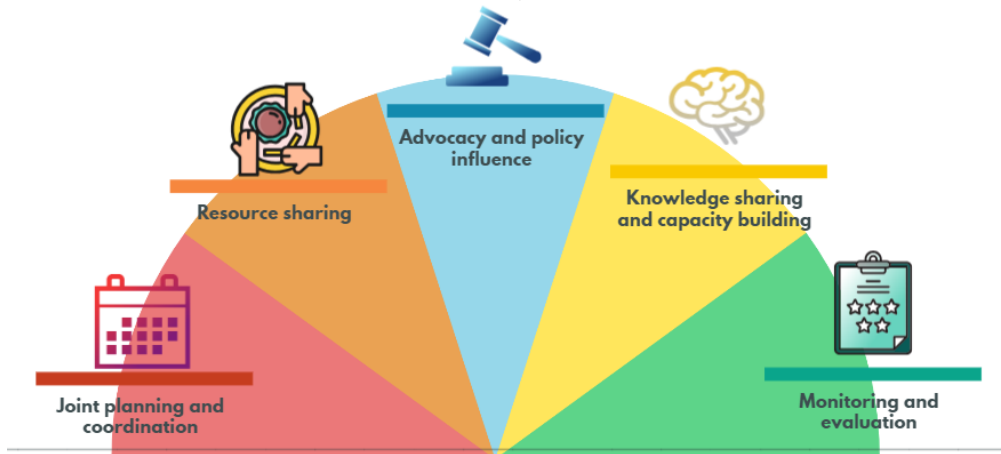 Advocacy and policy
influence
Resource sharing
Knowledge sharing
and capacity building
Joint planning and
coordination
Monitoring and
evaluation